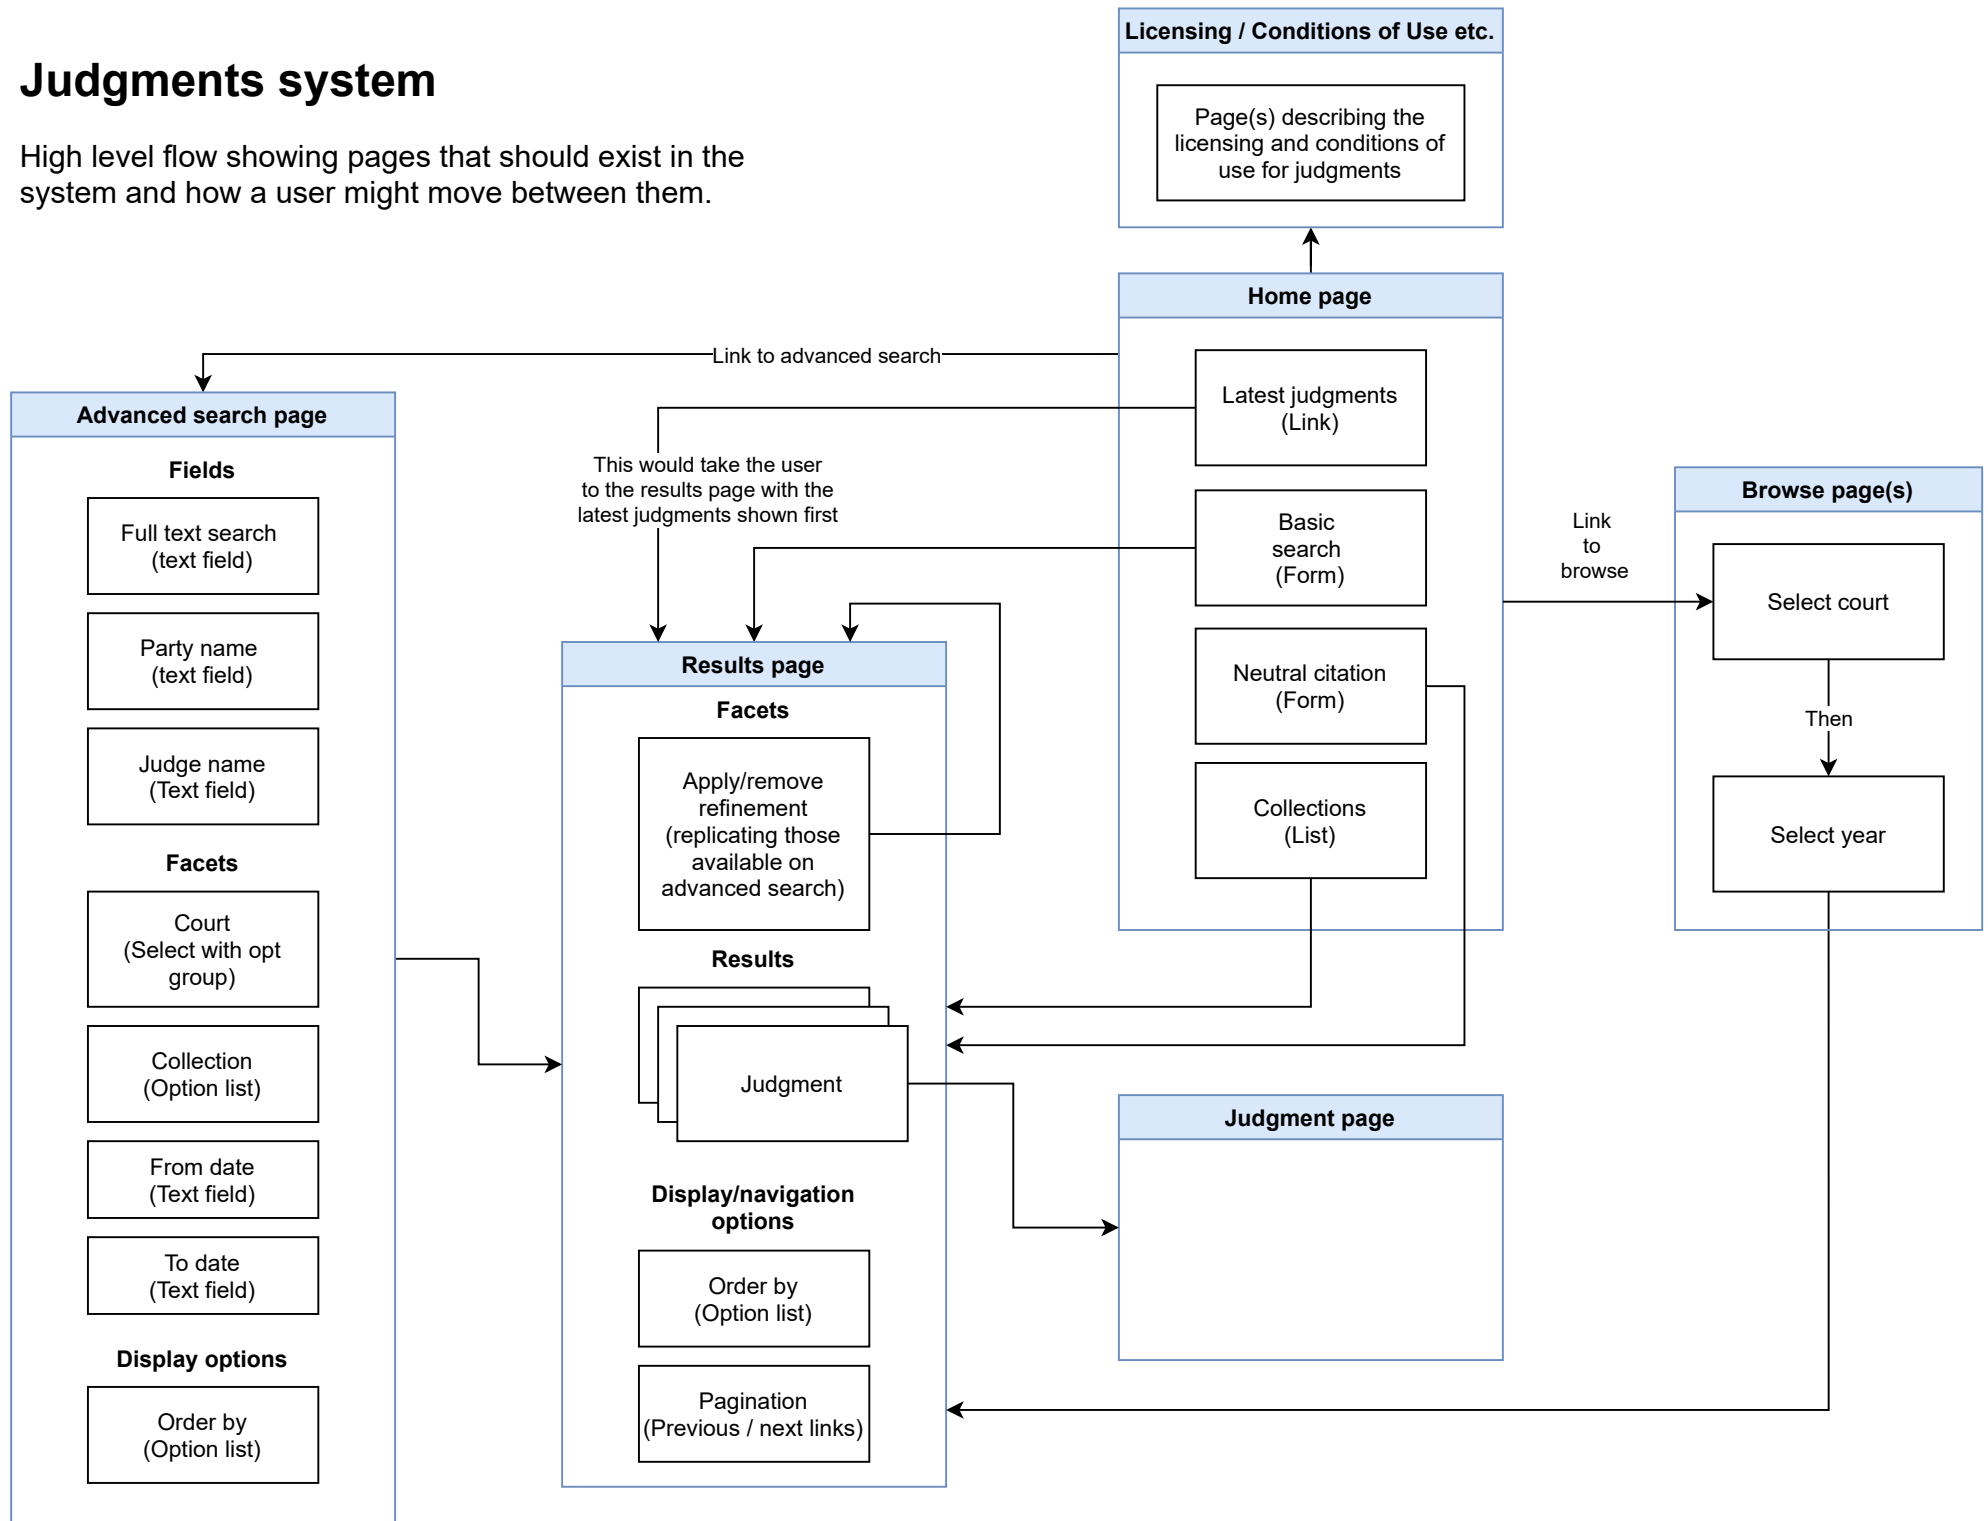 Judgments system
High level flow showing pages that should exist in the
system and how a user might move between them.
Licensing / Conditions of Use etc.
Page(s) describing the
licensing and conditions of
use for judgments
Home page
Latest judgments
(Link)
Basic
search
(Form)
Neutral citation
(Form)
Collections
(List)
Link to advanced search
This would take the user
to the results page with the
latest judgments shown first
Link
to
browse
Browse page(s)
Select court
Then
Select year
Advanced search page
Fields
Full text search
(text field)
Party name
(text field)
Judge name
(Text field)
Facets
Court
(Select with opt
group)
Collection
(Option list)
From date
(Text field)
To date
(Text field)
Display options
Order by
(Option list)
Results page
Facets
Apply/remove
refinement
(replicating those
available on
advanced search)
Results
Judgment
Display/navigation
options
Order by
(Option list)
Pagination
(Previous / next links)
Judgment page